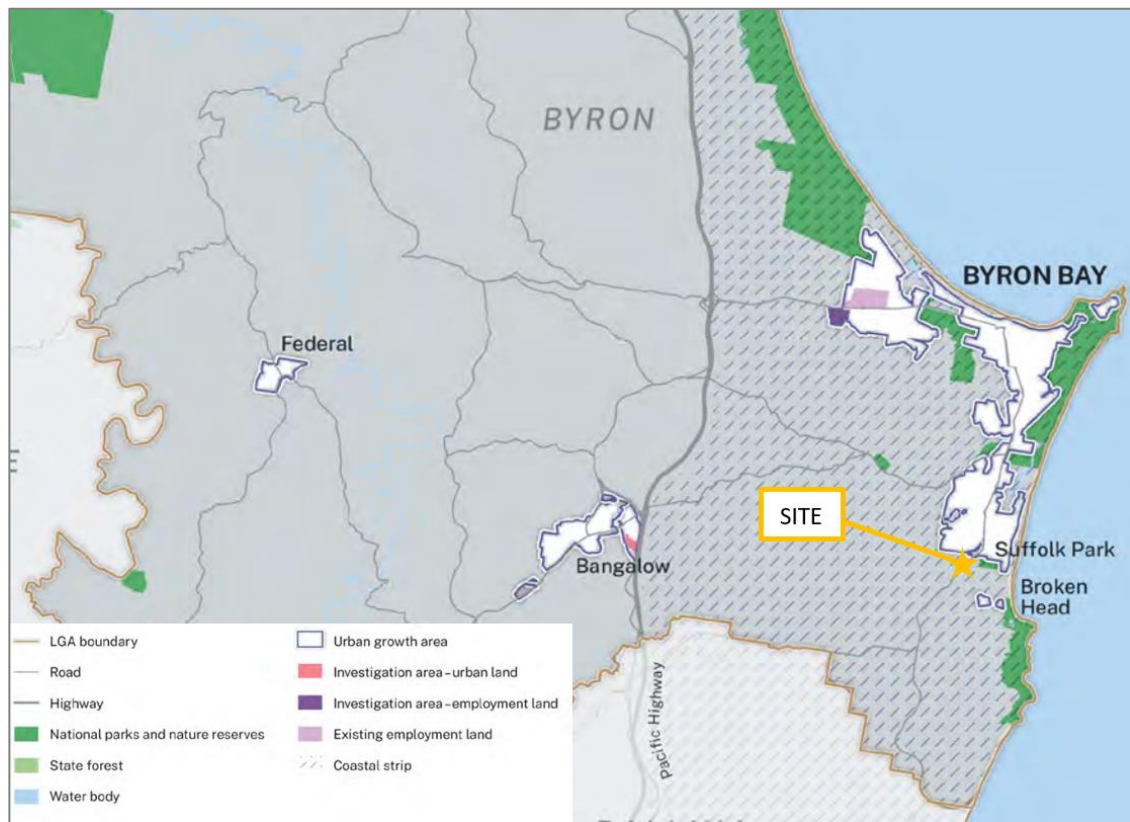 BYRON
BYRON BAY
Federal
SITE
Suffolk Park
Bangalow
Broken
Head
Pacific Highway
LGA boundary
Road
Highway
National parks and nature reserves
State forest
Water body
Urban growth area
Investigation area – urban land
Investigation area – employment land
Existing employment land
Coastal strip